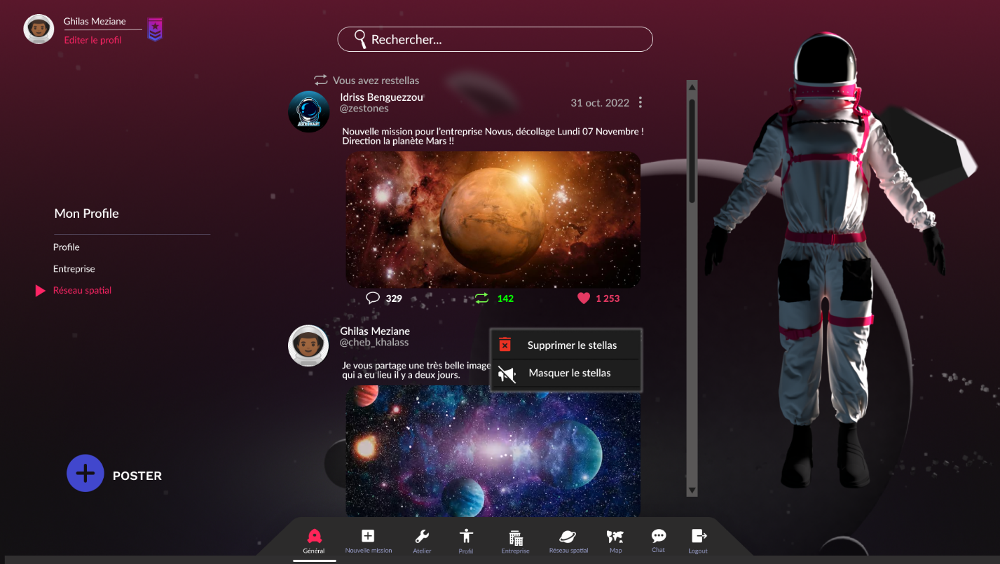 Ghilas Meziane
Editer le profil
Rechercher...
Vous avez restellas
Idriss Benguezzou
@zestones
31 oct. 2022
ASTRONAUT
Nouvelle mission pour l'entreprise Novus, décollage Lundi 07 Novembre !
Direction la planète Mars !!
Mon Profile
Profile
Entreprise
Réseau spatial
329
142
1 253
Ghilas Meziane
@cheb_khalass
Supprimer le stellas
Masquer le stellas
Je vous partage une très belle image
qui a eu lieu il y a deux jours.
POSTER
Général
Nouvelle mission
Atelier
Profil
Entreprise
Réseau spatial
Map
Chat
Logout